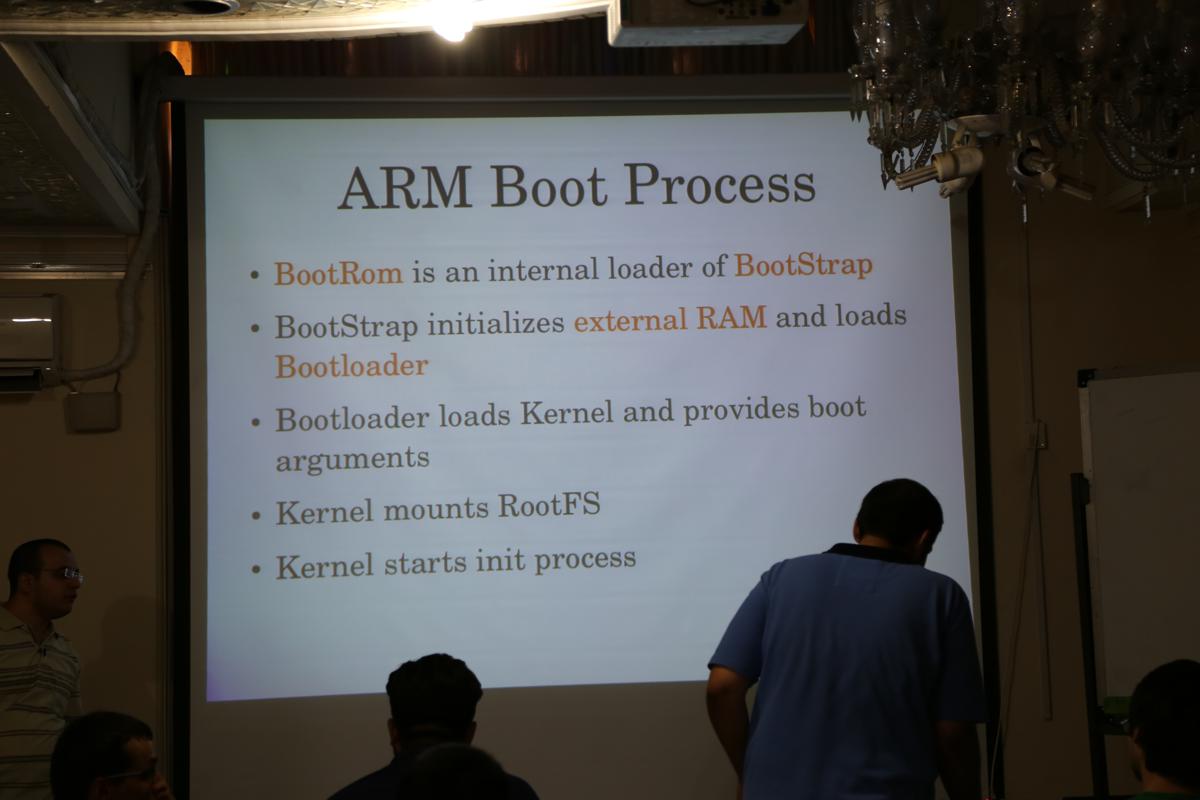 ARM Boot Process
• BootRom is an internal loader of BootStrap
• BootStrap initializes external RAM and loads
Bootloader
• Bootloader loads Kernel and provides boot
arguments
• Kernel mounts RootFS
• Kernel starts init process